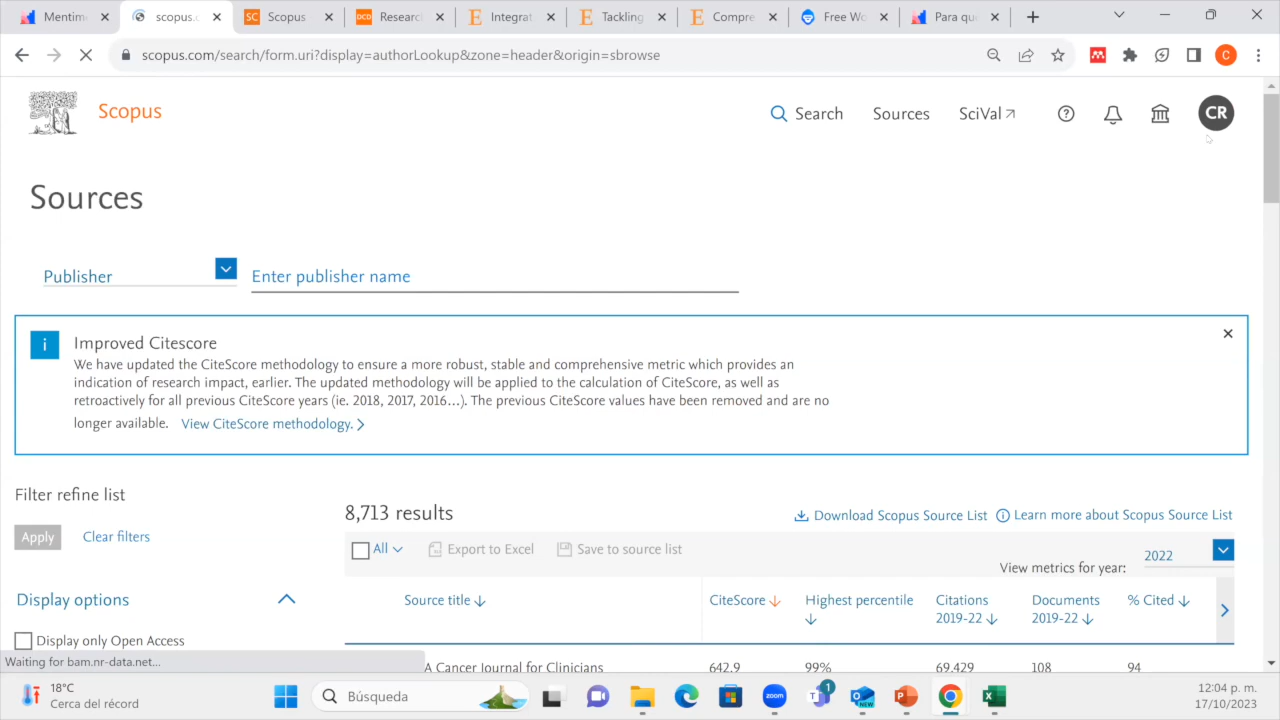 Mentime
scopus.c
Scopus
Researc
Integrat
Tackling
Compre
Free Wo
Para qu
scopus.com/search/form.uri?display=authorLookup&zone=header&origin=sbrowse
C
Scopus
Search
Sources
SciVal
CR
Sources
Publisher
Enter publisher name
Improved Citescore
We have updated the CiteScore methodology to ensure a more robust, stable and comprehensive metric which provides an
indication of research impact, earlier. The updated methodology will be applied to the calculation of CiteScore, as well as
retroactively for all previous CiteScore years (ie. 2018, 2017, 2016...). The previous CiteScore values have been removed and are no
longer available. View CiteScore methodology.
Filter refine list
Apply
Clear filters
8,713 results
Download Scopus Source List
Learn more about Scopus Source List
All
Export to Excel
Save to source list
View metrics for year:
2022
Display options
Source title
CiteScore
Highest percentile
Citations
2019-22
Documents
2019-22
% Cited
Display only Open Access
Waiting for bam.nr-data.net...
A Cancer Journal for Clinicians
642.9
99%
69.429
108
94
18°C
Cerca del récord
Búsqueda
1
NEW
zoom
12:04 p. m.
17/10/2023